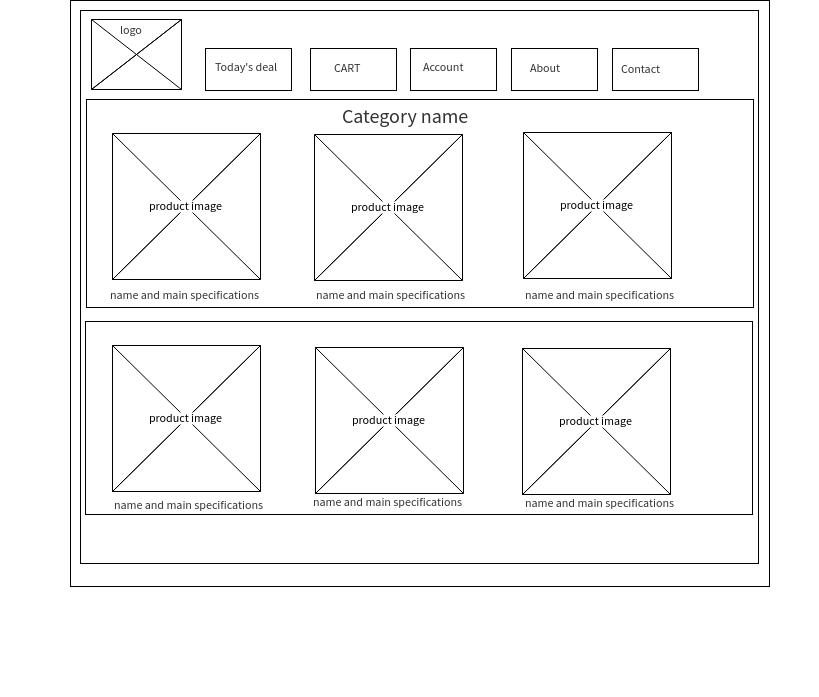 logo
Today's deal
CART
Account
About
Contact
Category name
product image
product image
product image
name and main specifications
name and main specifications
name and main specifications
product image
product image
product image
name and main specifications
name and main specifications
name and main specifications